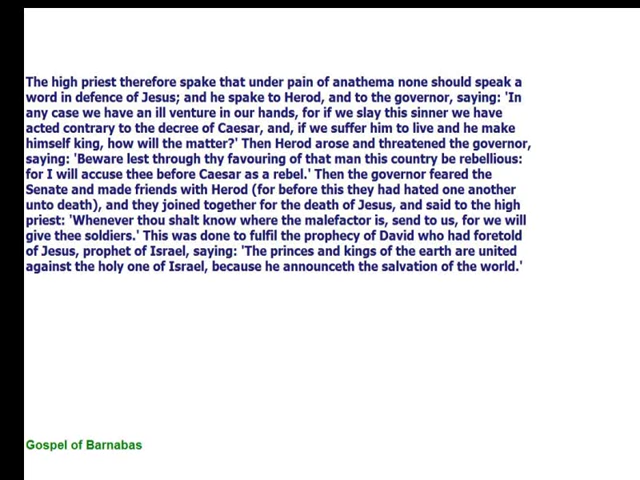 The high priest therefore spake that under pain of anathema none should speak a
word in defence of Jesus; and he spake to Herod, and to the governor, saying: 'In
any case we have an ill venture in our hands, for if we slay this sinner we have
acted contrary to the decree of Caesar, and, if we suffer him to live and he make
himself king, how will the matter?' Then Herod arose and threatened the governor,
saying: 'Beware lest through thy favouring of that man this country be rebellious:
for I will accuse thee before Caesar as a rebel.' Then the governor feared the
Senate and made friends with Herod (for before this they had hated one another
unto death), and they joined together for the death of Jesus, and said to the high
priest: 'Whenever thou shalt know where the malefactor is, send to us, for we will
give thee soldiers.' This was done to fulfil the prophecy of David who had foretold
of Jesus, prophet of Israel, saying: 'The princes and kings of the earth are united
against the holy one of Israel, because he announceth the salvation of the world.'
Gospel of Barnabas